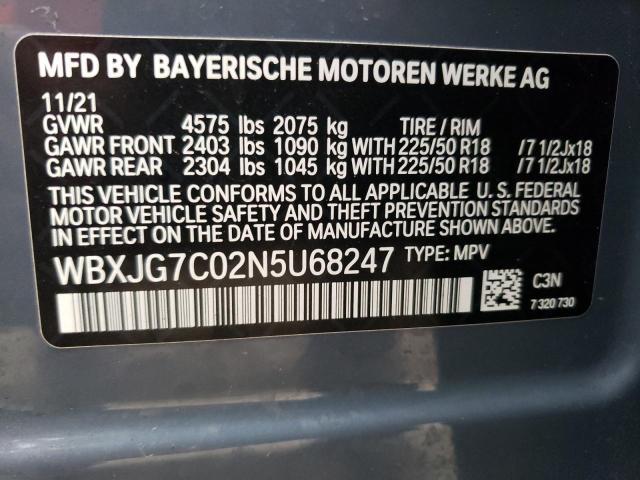 MFD BY BAYERISCHE MOTOREN WERKE AG
11/21
GVWR 4575 lbs 2075 kg TIRE / RIM
GAWR FRONT 2403 lbs 1090 kg WITH 225/50 R18 /7 1/2Jx18
GAWR REAR 2304 lbs 1045 kg WITH 225/50 R18 /7 1/2Jx18
THIS VEHICLE CONFORMS TO ALL APPLICABLE U. S. FEDERAL
MOTOR VEHICLE SAFETY AND THEFT PREVENTION STANDARDS
IN EFFECT ON THE DATE OF MANUFACTURE SHOWN ABOVE.
WBXJG7C02N5U68247 TYPE: MPV
C3N
7 320 730